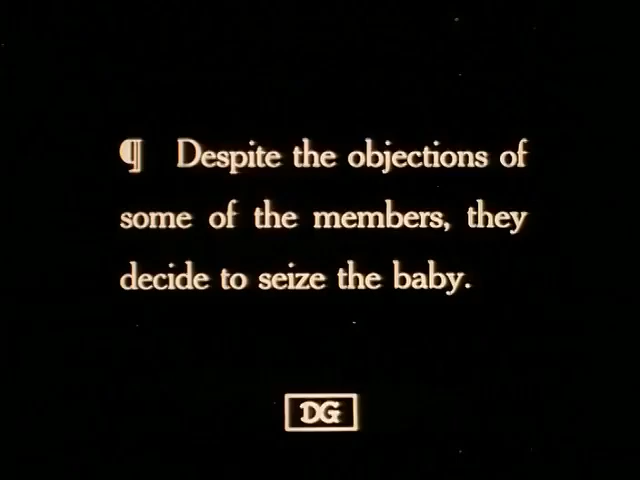 ¶ Despite the objections of
some of the members, they
decide to seize the baby.
DG